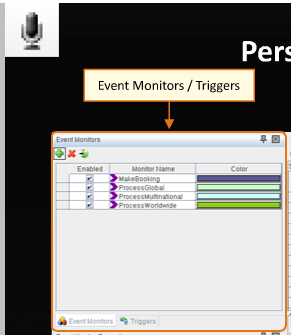 Pers
Event Monitors / Triggers
Event Monitors
Enabled Monitor Name Color
MakeBooking
ProcessGlobal
ProcessMultinational
ProcessWorldwide
Event Monitors Triggers